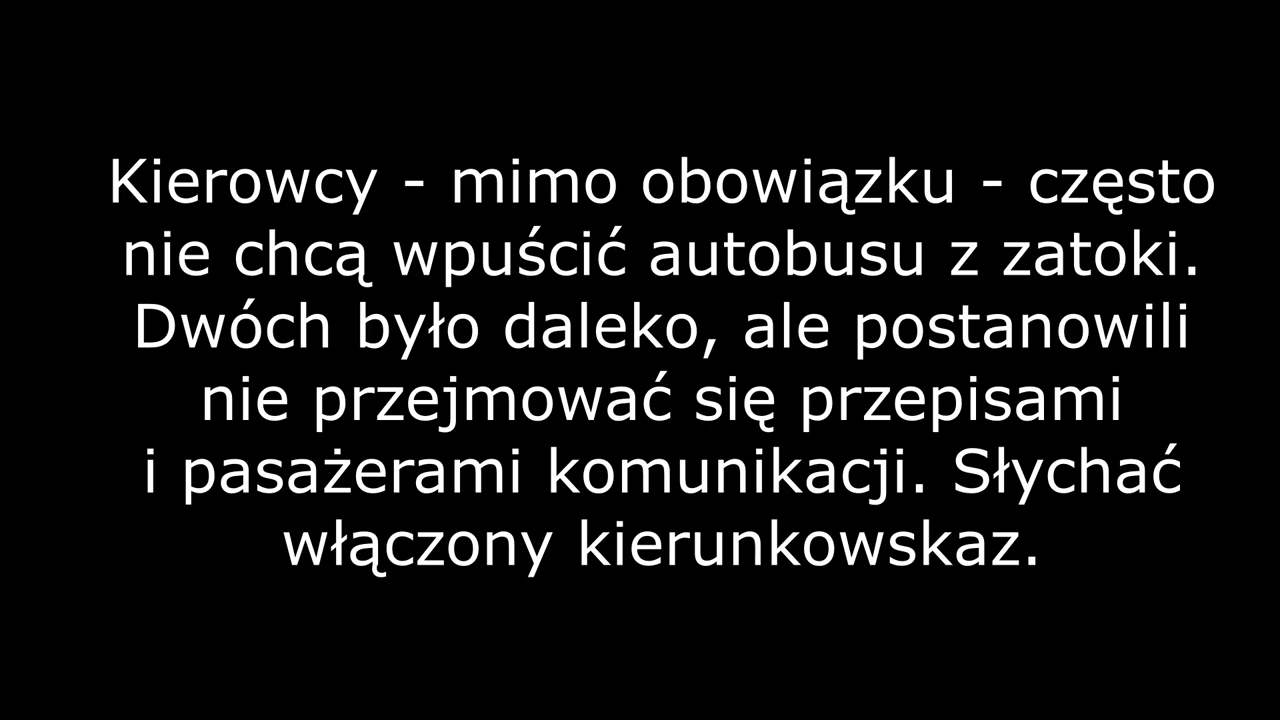 Kierowcy - mimo obowiązku - często
nie chcą wpuścić autobusu z zatoki.
Dwóch było daleko, ale postanowili
nie przejmować się przepisami
i pasażerami komunikacji. Słychać
włączony kierunkowskaz.